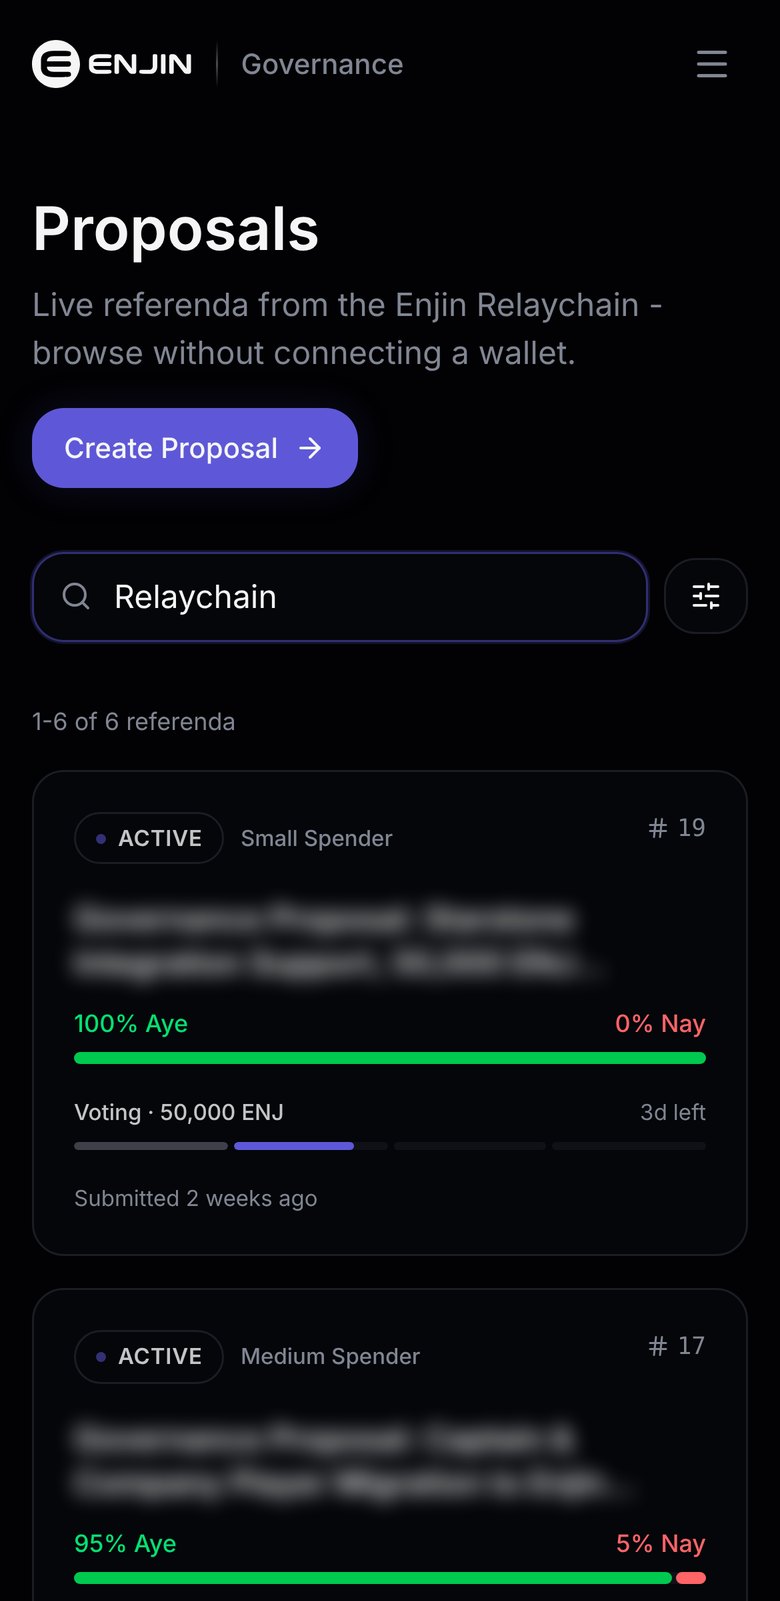 ENJIN
Governance
Proposals
Live referenda from the Enjin Relaychain -
browse without connecting a wallet.
Create Proposal
Relaychain
1-6 of 6 referenda
ACTIVE
Small Spender
# 19
100% Aye
0% Nay
Voting · 50,000 ENJ
3d left
Submitted 2 weeks ago
ACTIVE
Medium Spender
# 17
95% Aye
5% Nay